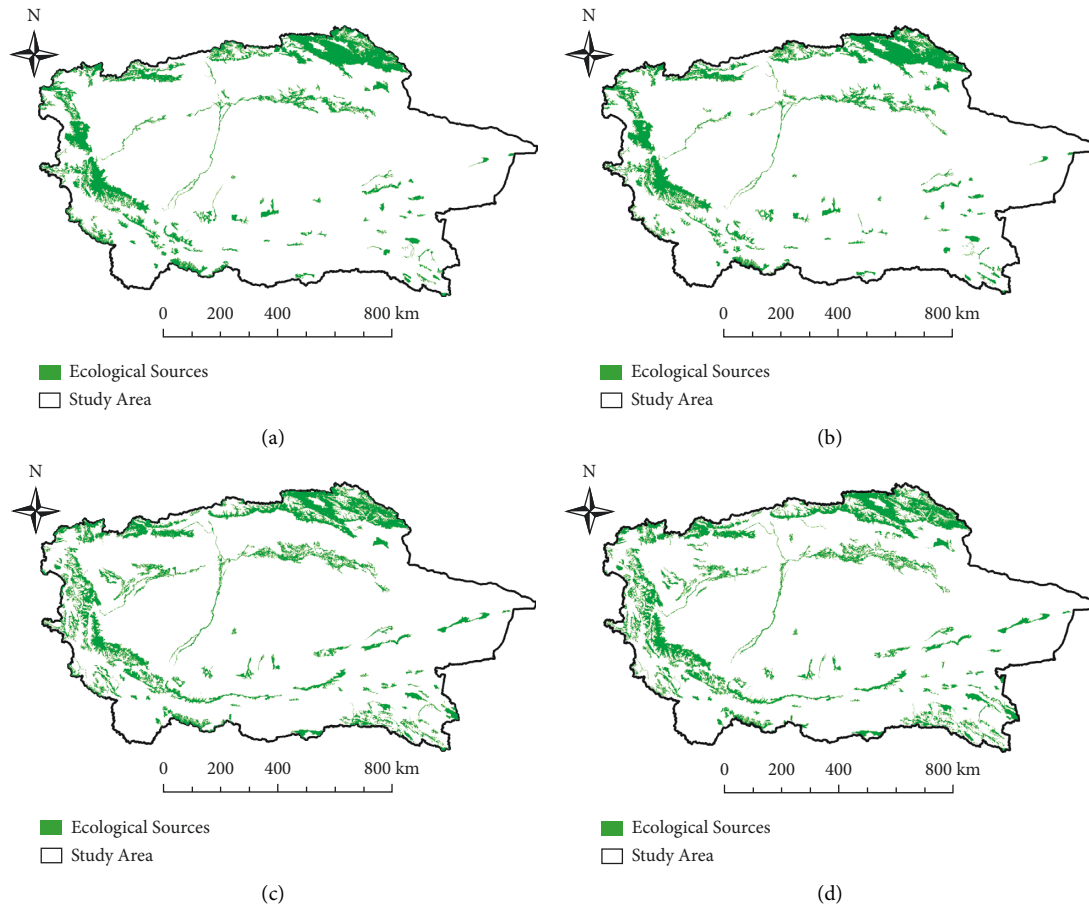 N
0 200 400 800 km
Ecological Sources
Study Area
(a)
N
0 200 400 800 km
Ecological Sources
Study Area
(b)
N
0 200 400 800 km
Ecological Sources
Study Area
(c)
N
0 200 400 800 km
Ecological Sources
Study Area
(d)